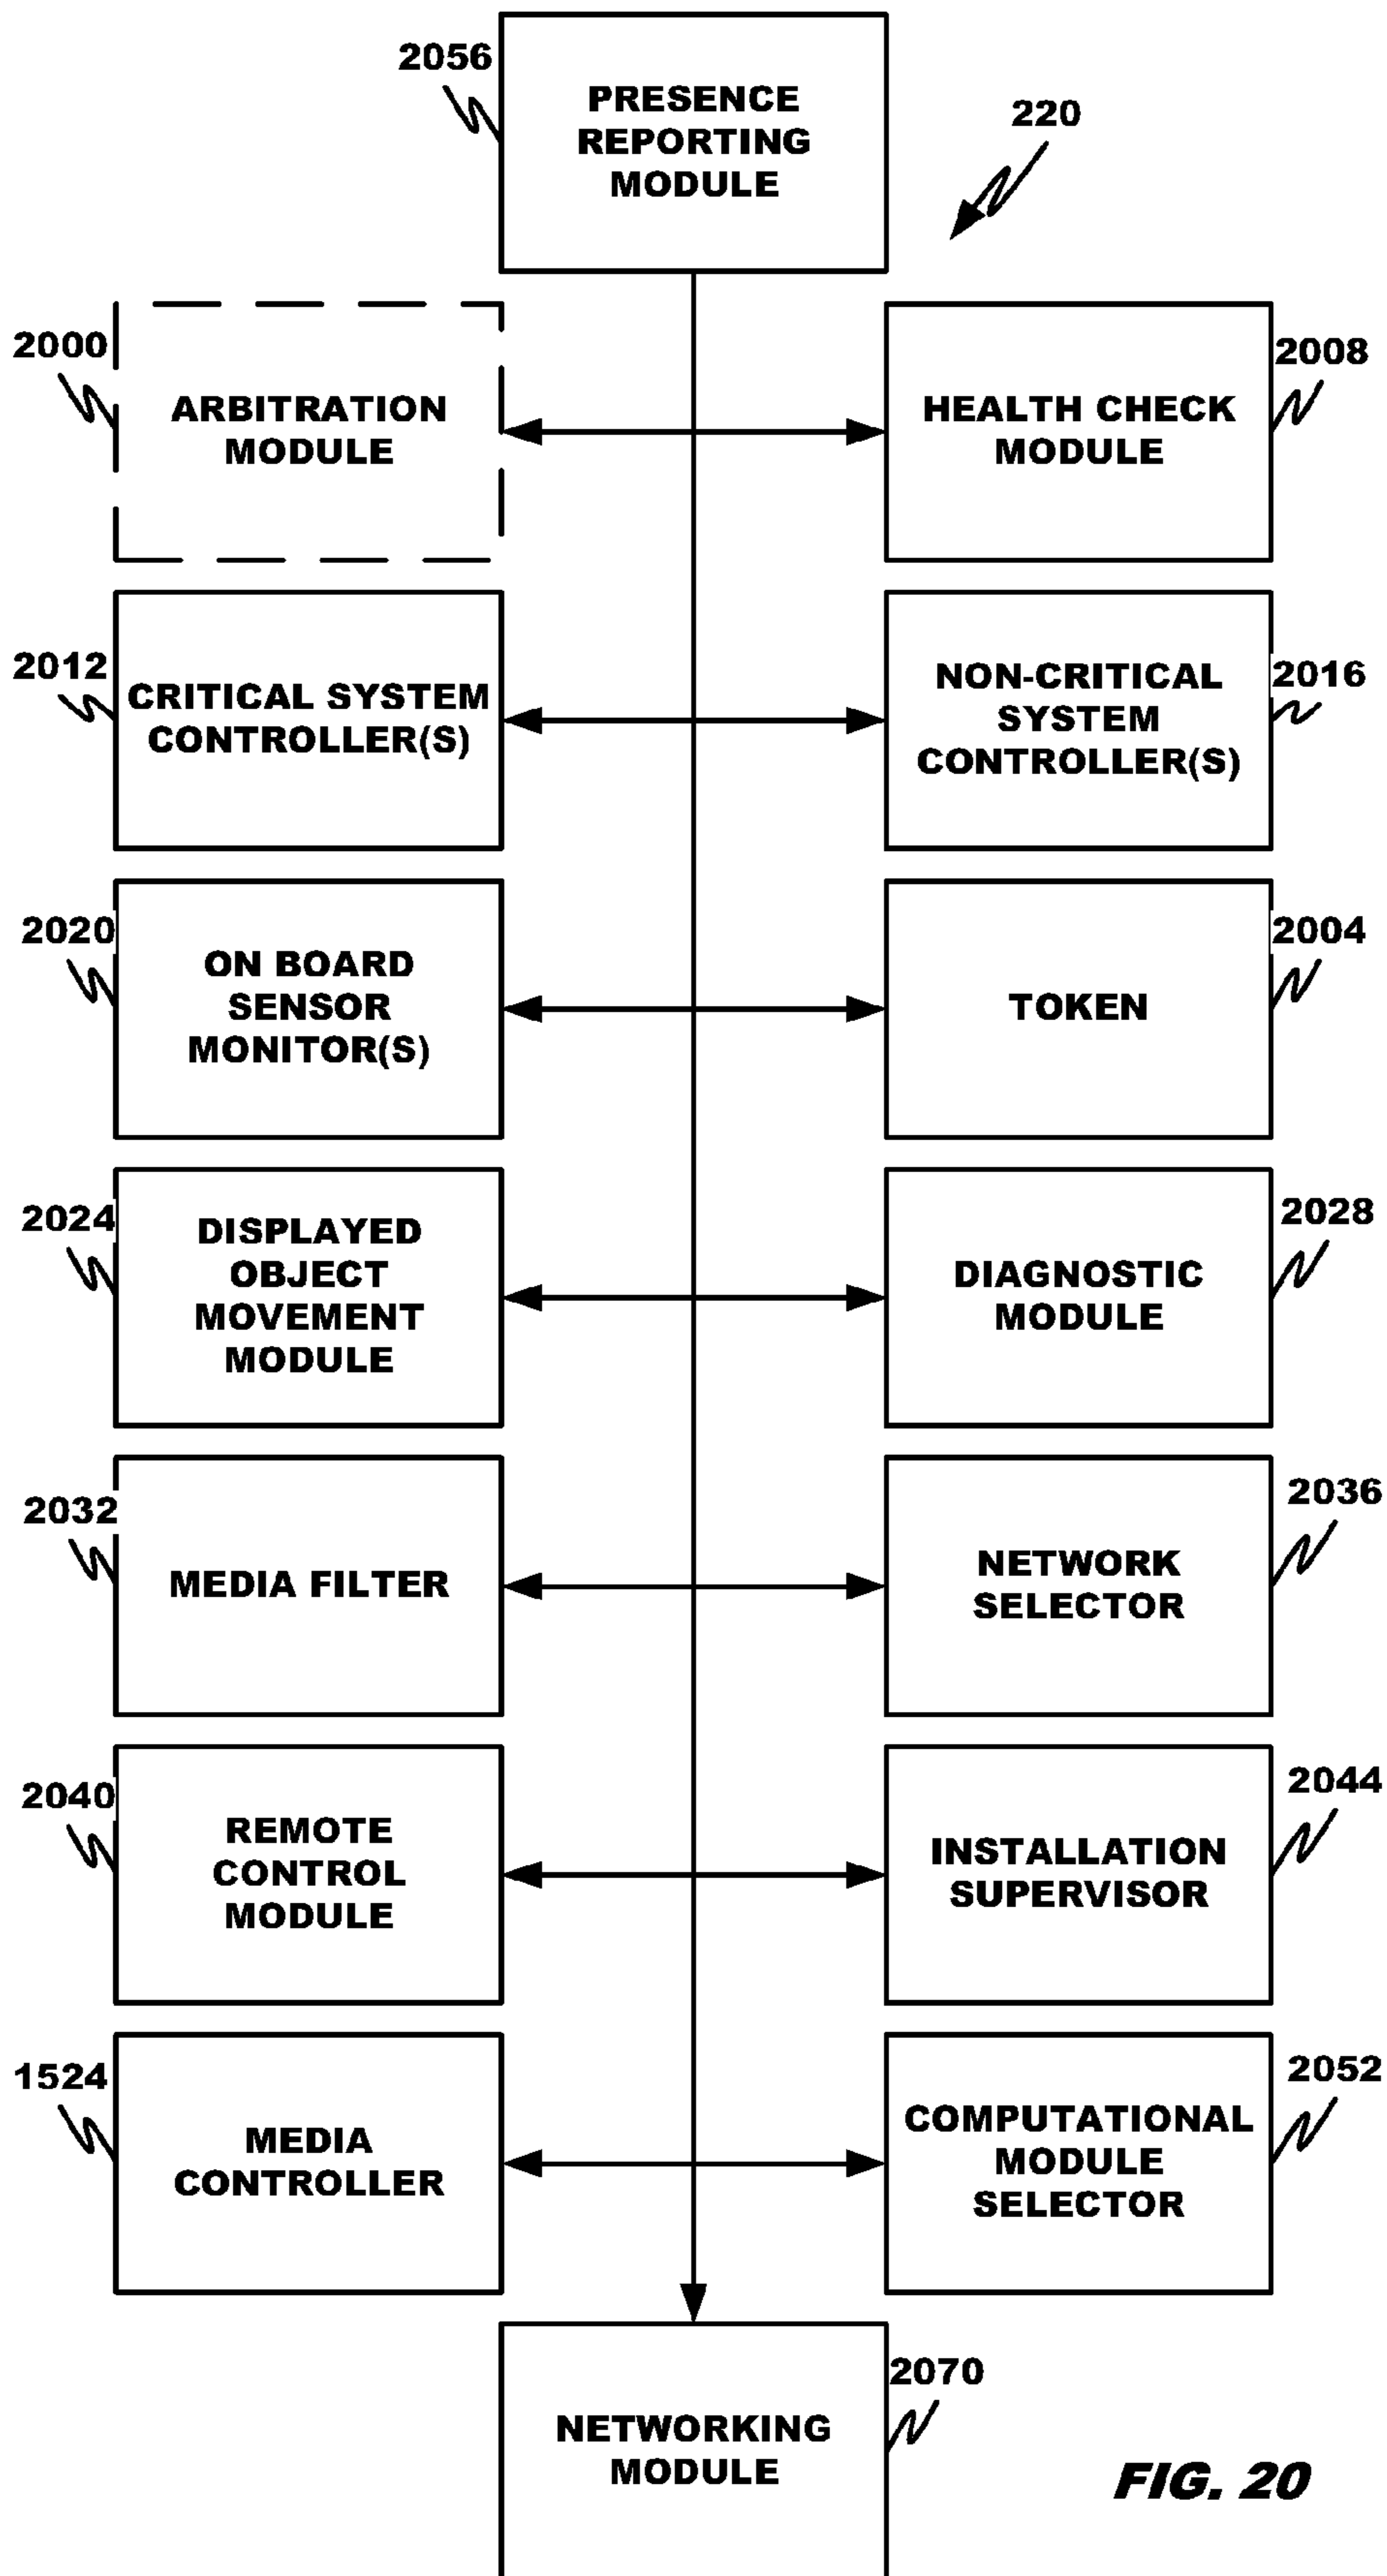 2056
PRESENCE
REPORTING
MODULE
220
2000
ARBITRATION
MODULE
HEALTH CHECK
MODULE
2008
2012
CRITICAL SYSTEM
CONTROLLER(S)
NON-CRITICAL
SYSTEM
CONTROLLER(S)
2016
2020
ON BOARD
SENSOR
MONITOR(S)
TOKEN
2004
2024
DISPLAYED
OBJECT
MOVEMENT
MODULE
DIAGNOSTIC
MODULE
2028
2032
MEDIA FILTER
NETWORK
SELECTOR
2036
2040
REMOTE
CONTROL
MODULE
INSTALLATION
SUPERVISOR
2044
1524
MEDIA
CONTROLLER
COMPUTATIONAL
MODULE
SELECTOR
2052
NETWORKING
MODULE
2070
FIG. 20